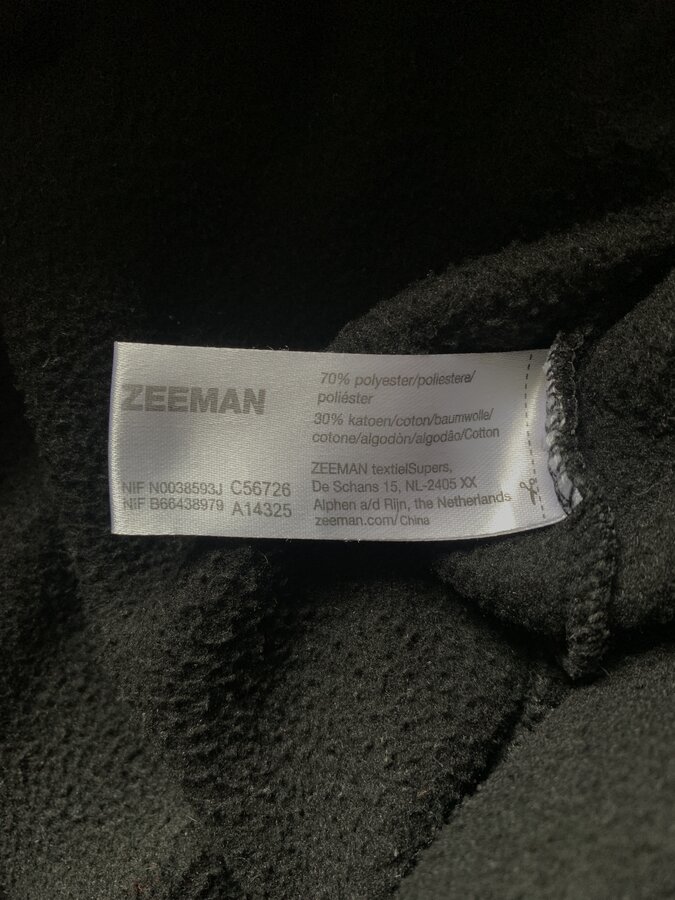 ZEEMAN
NIF N0038593J C56726
NIF B66438979 A14325
70% polyester/poliestere/
poliéster
30% katoen/coton/baumwolle/
cotone/algodòn/algodão/Cotton
ZEEMAN textielSupers,
De Schans 15, NL-2405 XX
Alphen a/d Rijn, the Netherlands
zeeman.com/ China